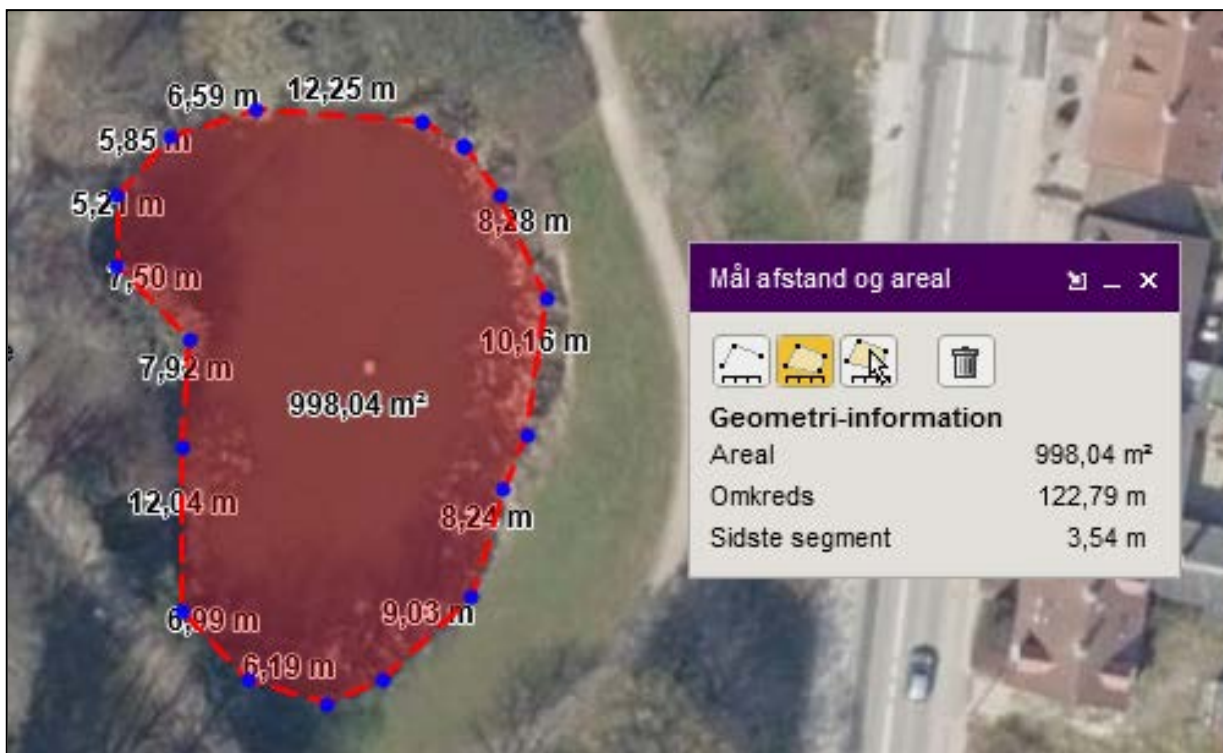 6,59 m
12,25 m
5,85 m
5,21 m
8,28 m
7,50 m
10,16 m
7,92 m
998,04 m²
12,04 m
8,24 m
6,99 m
9,03 m
6,19 m
Mål afstand og areal
Geometri-information
Areal 998,04 m²
Omkreds 122,79 m
Sidste segment 3,54 m